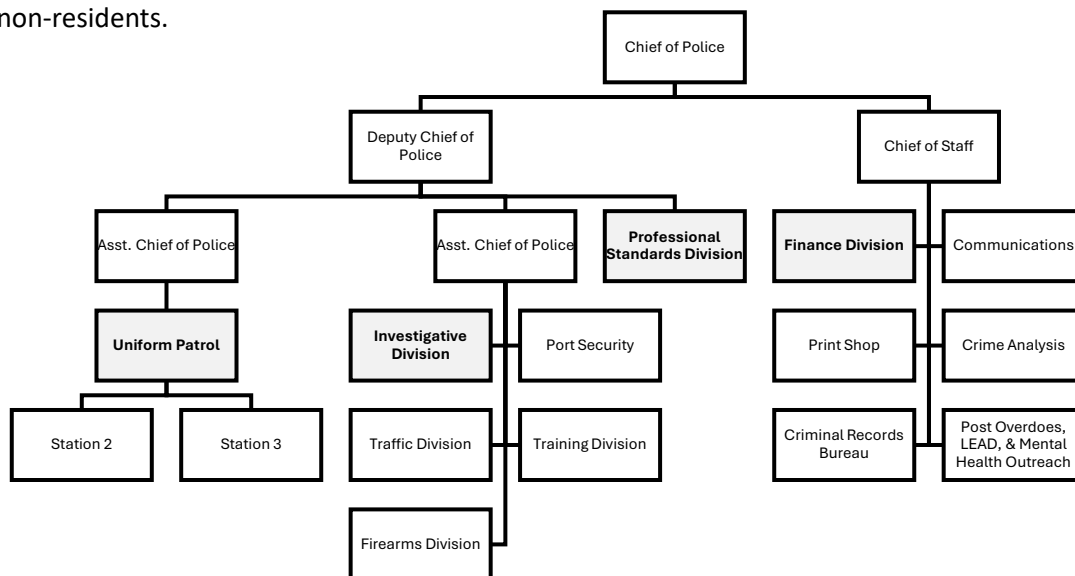 non-residents.
Chief of Police
Deputy Chief of
Police
Chief of Staff
Asst. Chief of Police
Asst. Chief of Police
Professional
Standards Division
Finance Division
Communications
Uniform Patrol
Investigative
Division
Port Security
Print Shop
Crime Analysis
Station 2
Station 3
Traffic Division
Training Division
Criminal Records
Bureau
Post Overdoes,
LEAD, & Mental
Health Outreach
Firearms Division